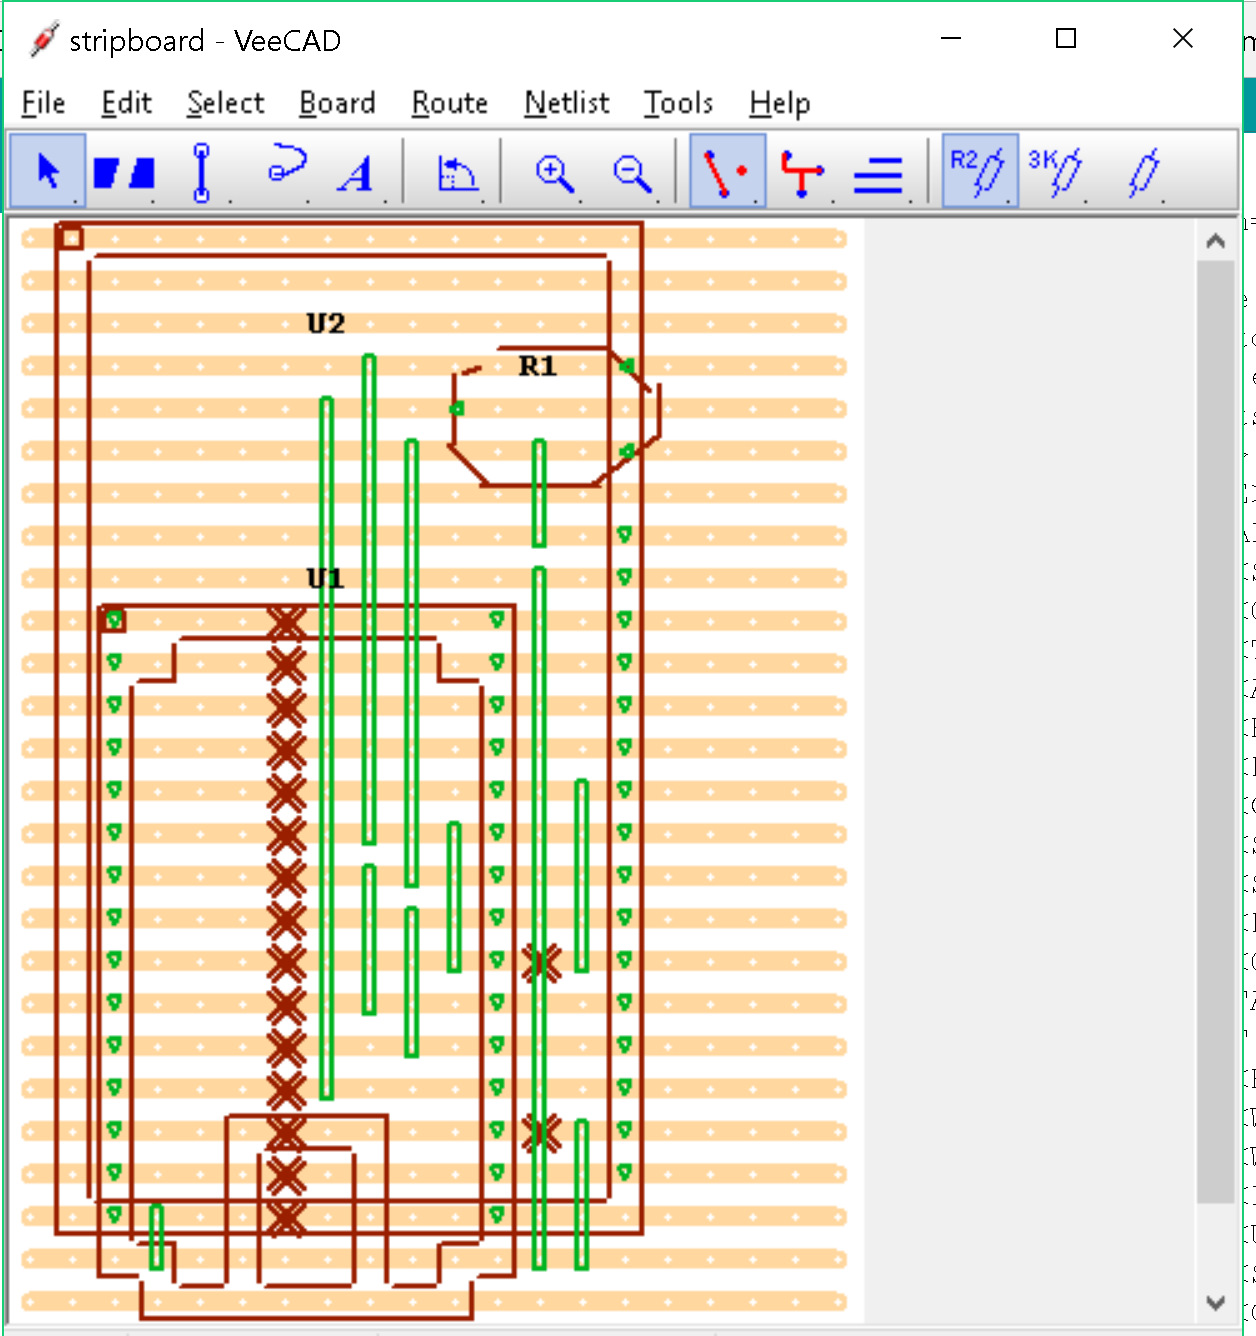 stripboard - VeeCAD
File Edit Select Board Route Netlist Tools Help
A R2 3K
U2
R1
U1